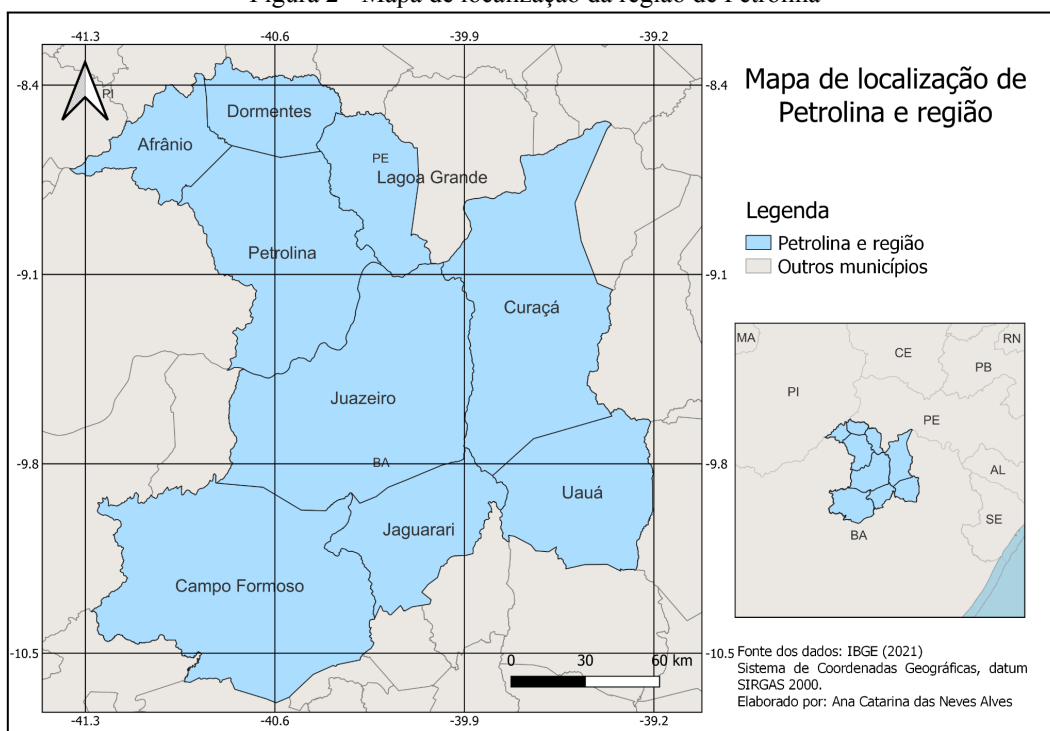 Figura 2 - Mapa de localização da região de Petrolina
-41.3 -40.6 -39.9 -39.2
-8.4 -8.4
PI
Dormentes
Afrânio
PE
Lagoa Grande
Petrolina
-9.1 -9.1
Curaçá
Juazeiro
-9.8 -9.8
BA
Uauá
Jaguarari
Campo Formoso
-10.5 -10.5
0 30 60 km
-41.3 -40.6 -39.9 -39.2
Mapa de localização de
Petrolina e região
Legenda
Petrolina e região
Outros municípios
MA
RN
CE
PB
PI
PE
AL
SE
BA
Fonte dos dados: IBGE (2021)
Sistema de Coordenadas Geográficas, datum
SIRGAS 2000.
Elaborado por: Ana Catarina das Neves Alves